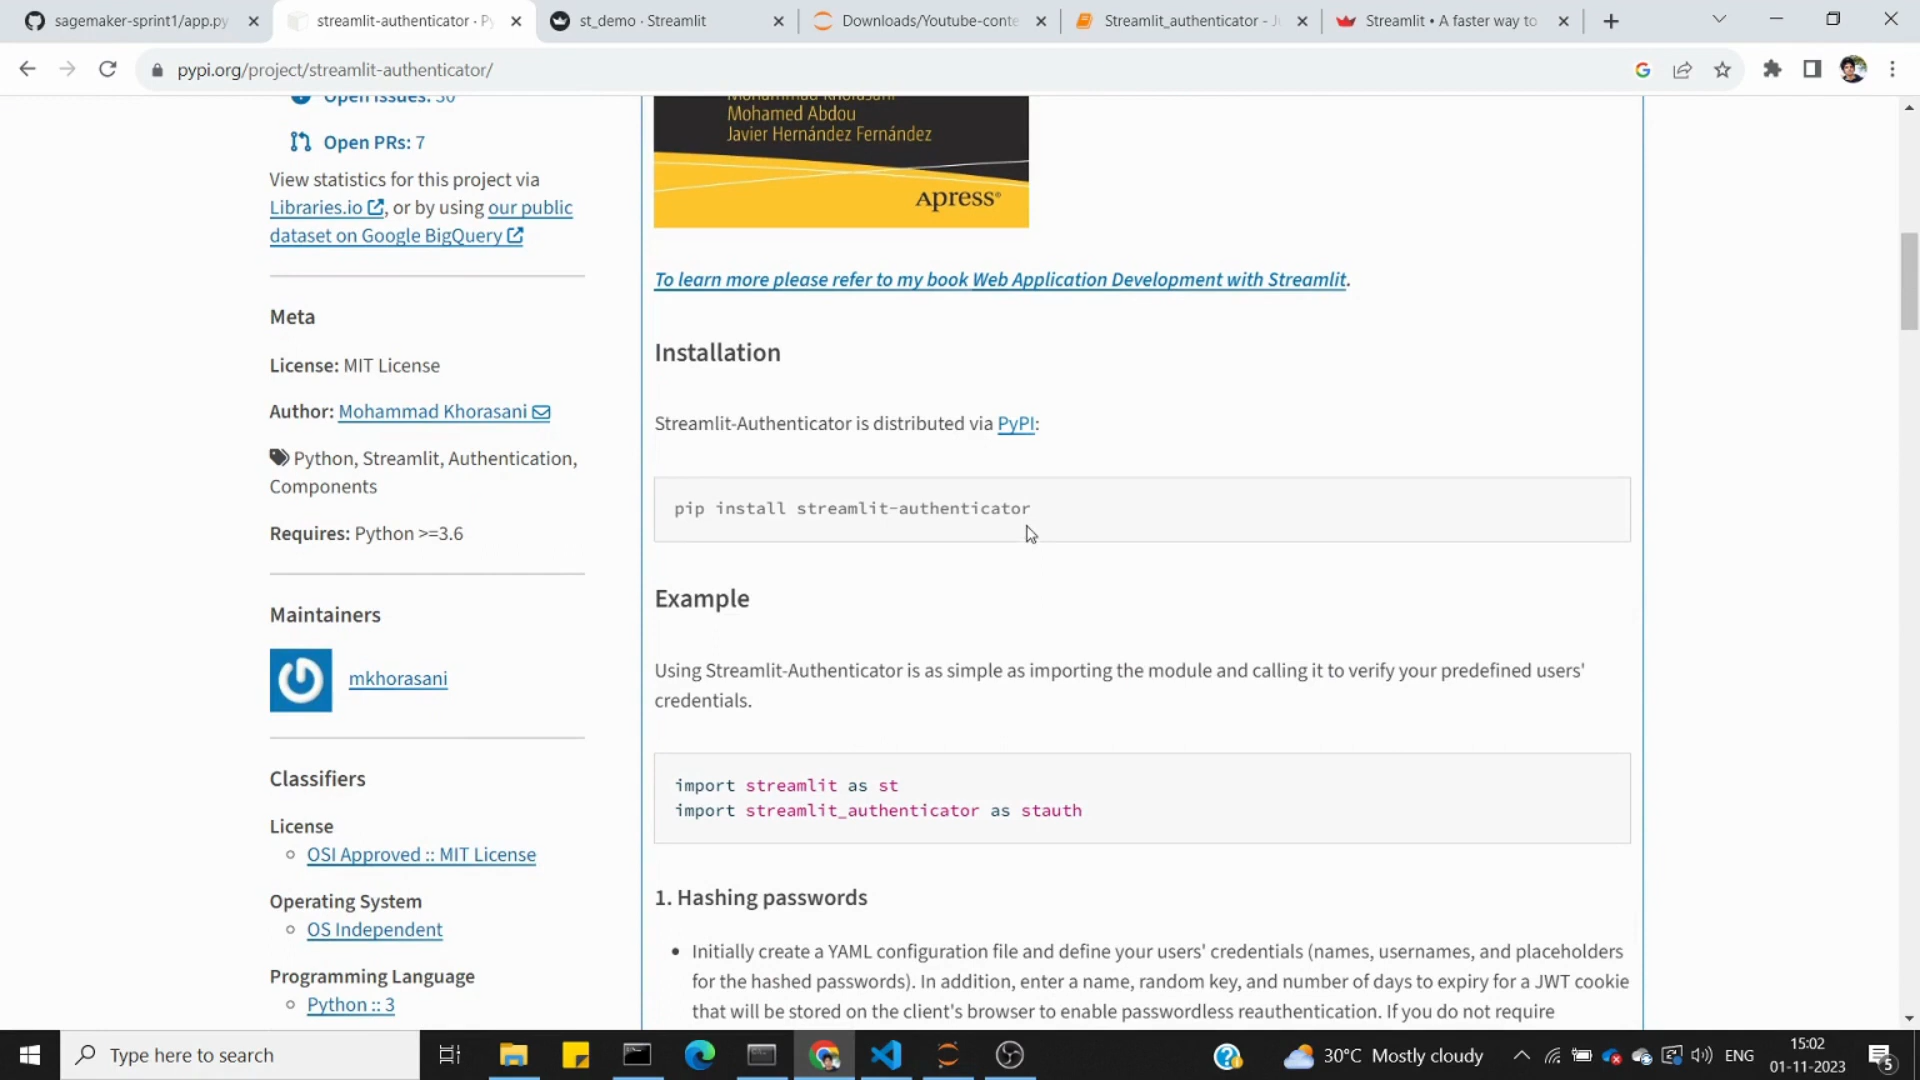 sagemaker-sprint1/app.py
streamlit-authenticator · Py
st_demo · Streamlit
Downloads/Youtube-conte
Streamlit_authenticator - J
Streamlit • A faster way to
pypi.org/project/streamlit-authenticator/
Open issues: 30
Open PRs: 7
View statistics for this project via
Libraries.io, or by using our public
dataset on Google BigQuery
Meta
License: MIT License
Author: Mohammad Khorasani
Python, Streamlit, Authentication,
Components
Requires: Python >=3.6
Maintainers
mkhorasani
Classifiers
License
OSI Approved :: MIT License
Operating System
OS Independent
Programming Language
Python :: 3
Mohammad Khorasani
Mohamed Abdou
Javier Hernández Fernández
Apress®
To learn more please refer to my book Web Application Development with Streamlit.
Installation
Streamlit-Authenticator is distributed via PyPI:
pip install streamlit-authenticator
Example
Using Streamlit-Authenticator is as simple as importing the module and calling it to verify your predefined users'
credentials.
import streamlit as st
import streamlit_authenticator as stauth
1. Hashing passwords
Initially create a YAML configuration file and define your users' credentials (names, usernames, and placeholders
for the hashed passwords). In addition, enter a name, random key, and number of days to expiry for a JWT cookie
that will be stored on the client's browser to enable passwordless reauthentication. If you do not require
Type here to search
30°C Mostly cloudy
ENG
15:02
01-11-2023
5